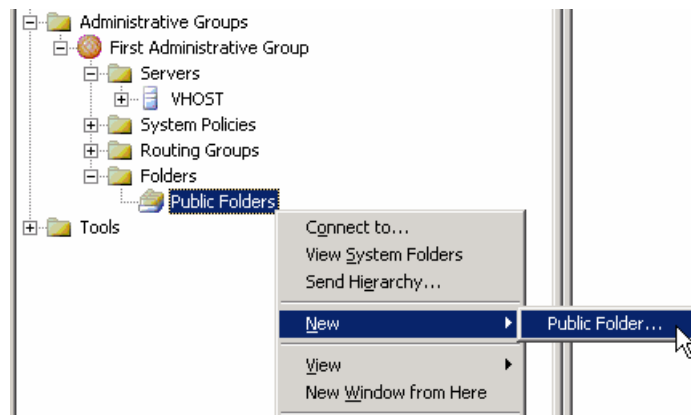 Administrative Groups
First Administrative Group
Servers
VHOST
System Policies
Routing Groups
Folders
Public Folders
Tools
Connect to...
View System Folders
Send Hierarchy...
New
Public Folder...
View
New Window from Here